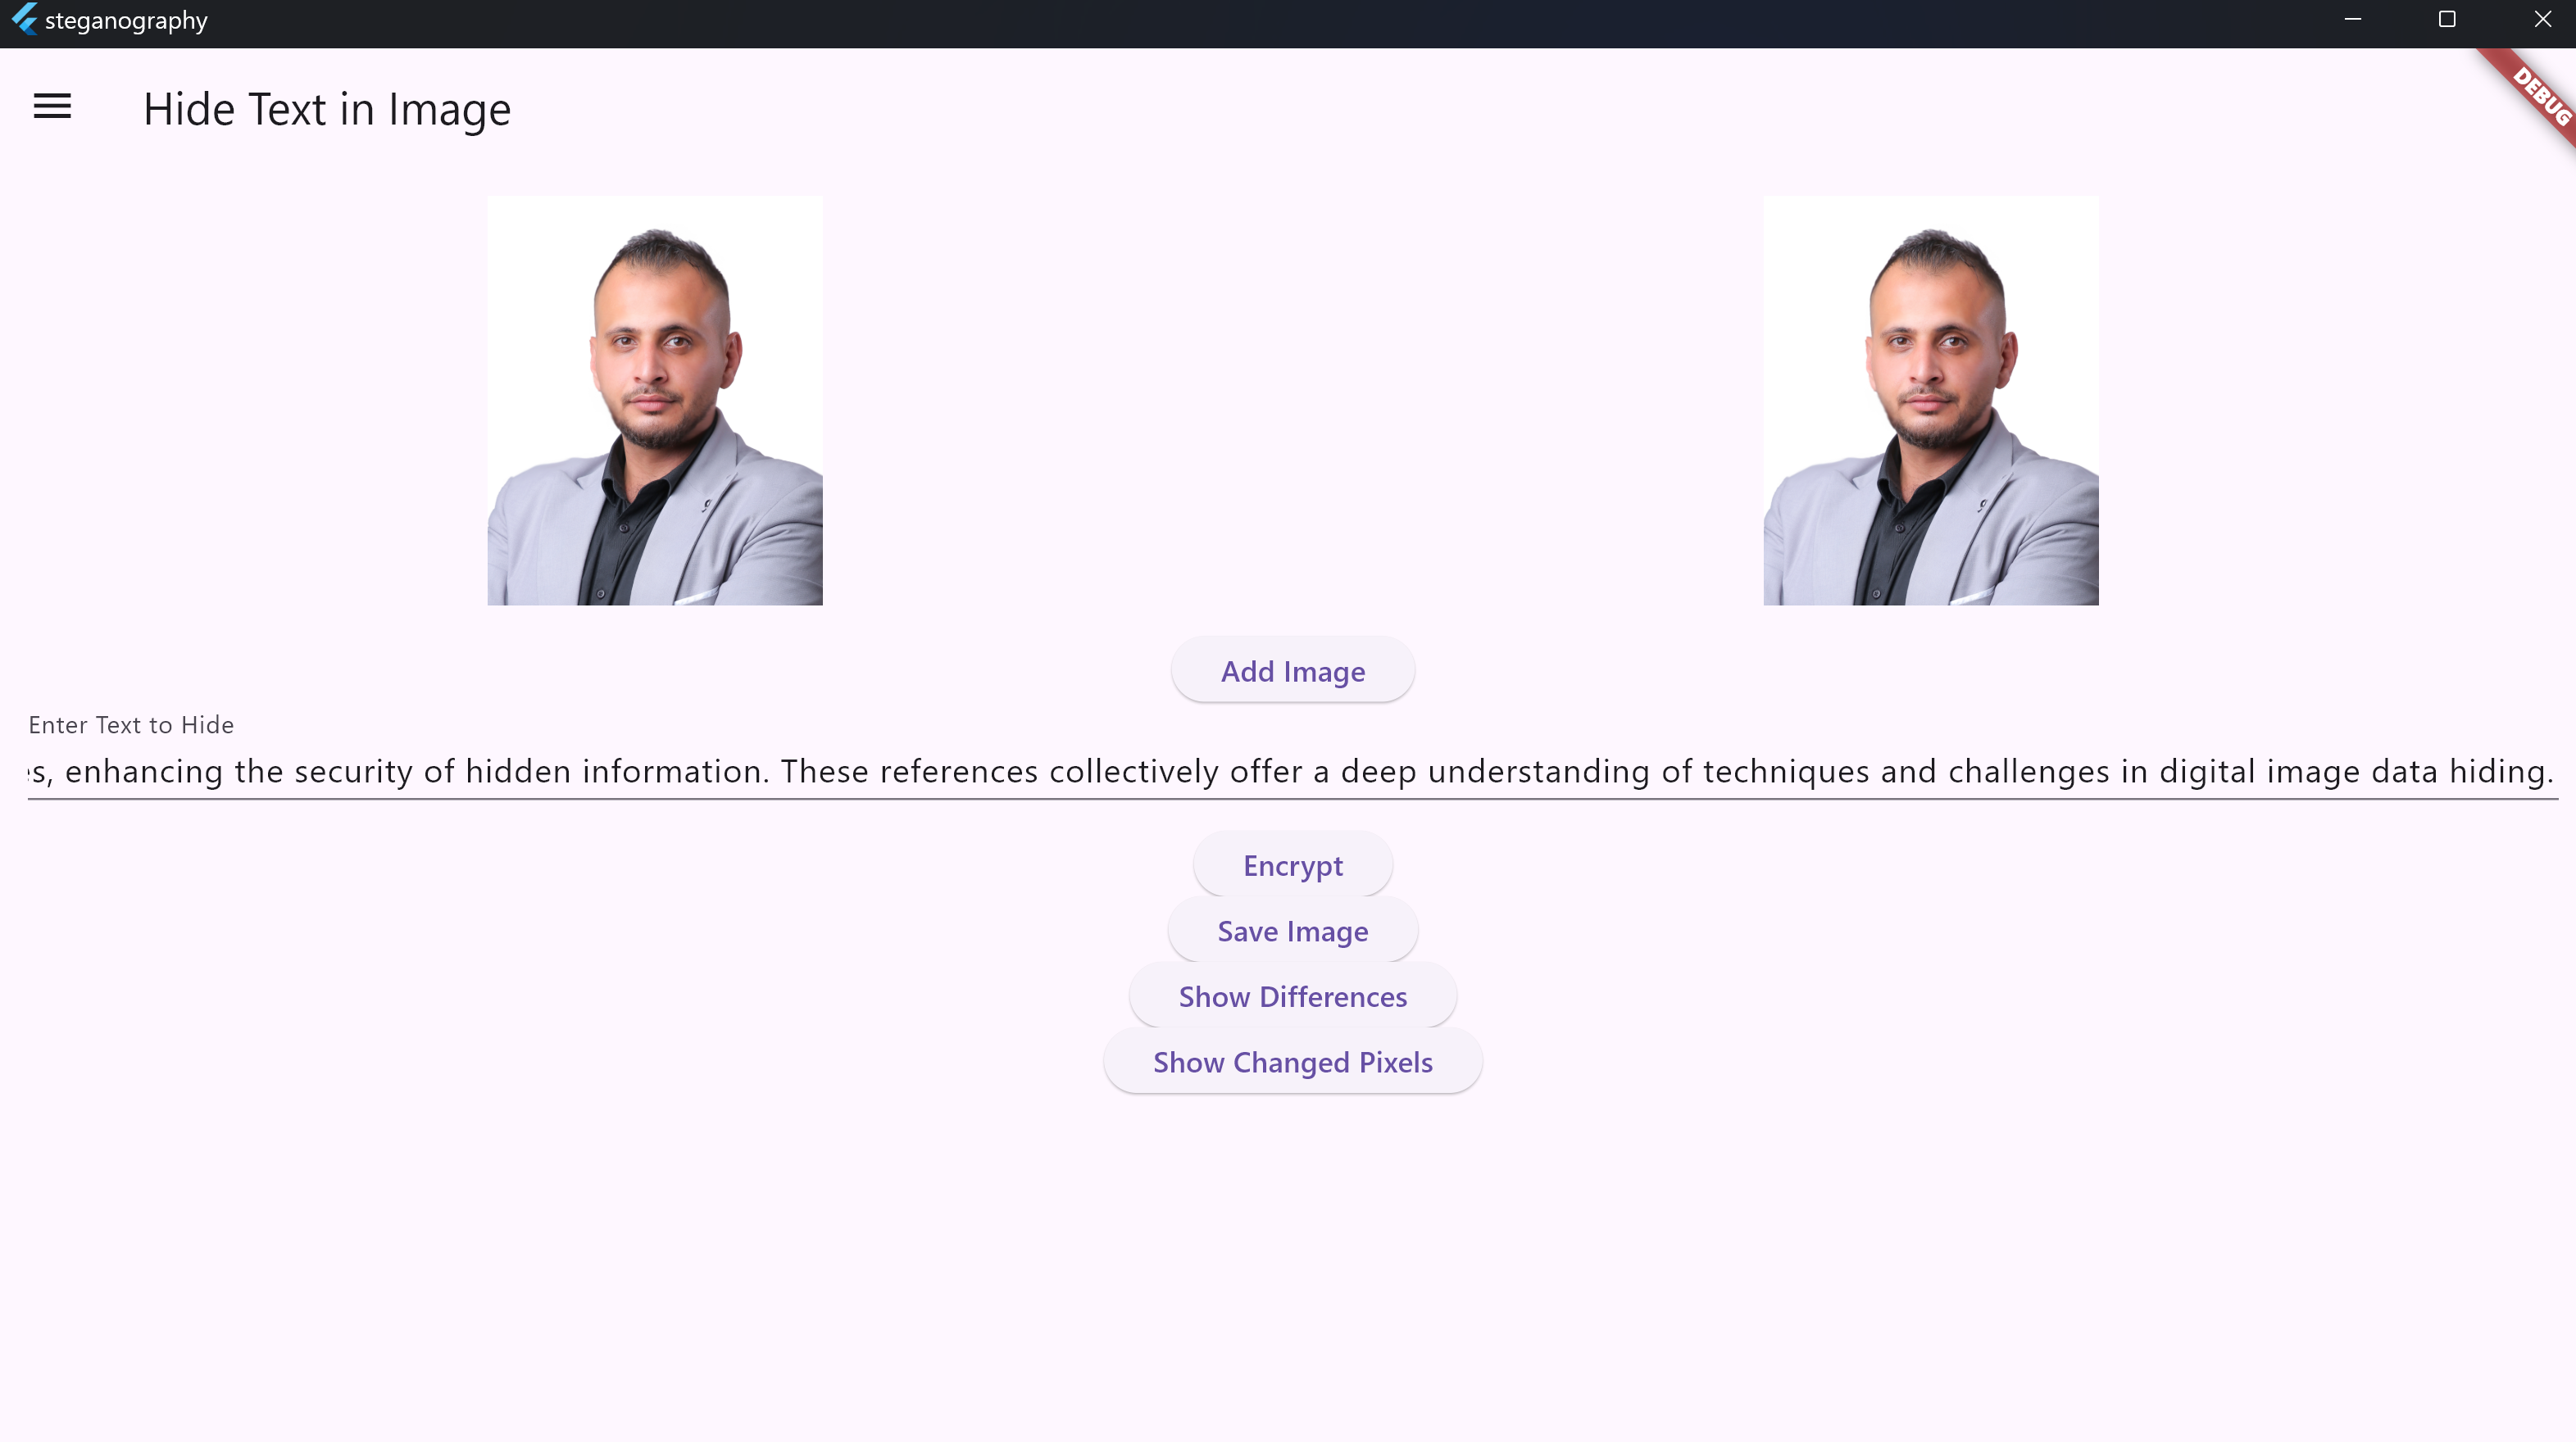 steganography
DEBUG
Hide Text in Image
Add Image
Enter Text to Hide
s, enhancing the security of hidden information. These references collectively offer a deep understanding of techniques and challenges in digital image data hiding.
Encrypt
Save Image
Show Differences
Show Changed Pixels